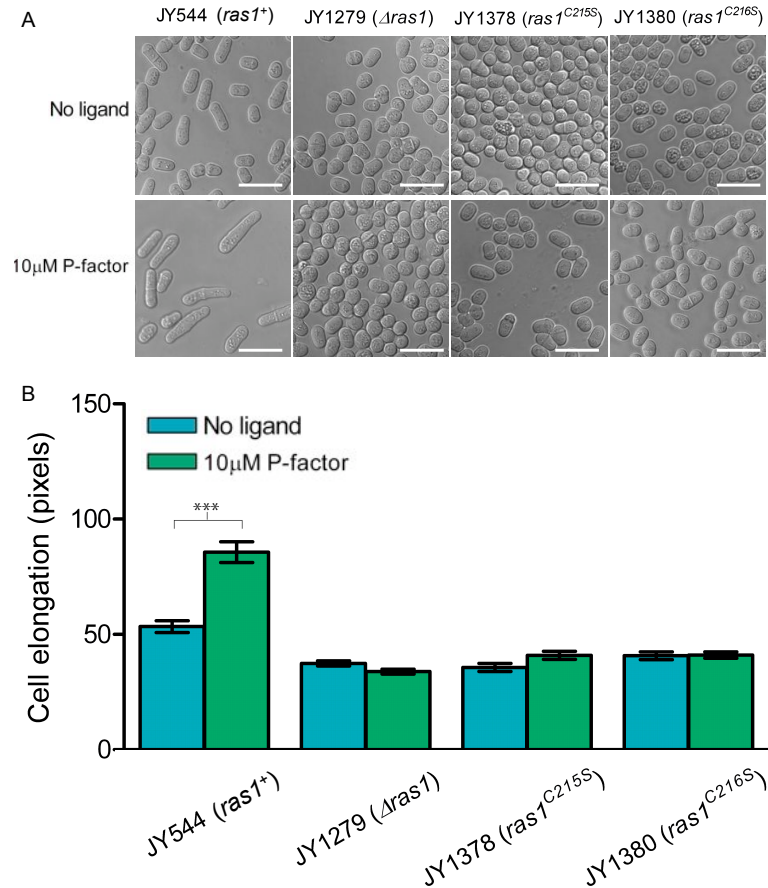 A
JY544 (ras1⁺) JY1279 (Δras1) JY1378 (ras1ᶜ²¹⁵ˢ) JY1380 (ras1ᶜ²¹⁶ˢ)
No ligand
10μM P-factor
B
150
100
50
0
Cell elongation (pixels)
No ligand
10μM P-factor
***
JY544 (ras1⁺)
JY1279 (Δras1)
JY1378 (ras1ᶜ²¹⁵ˢ)
JY1380 (ras1ᶜ²¹⁶ˢ)